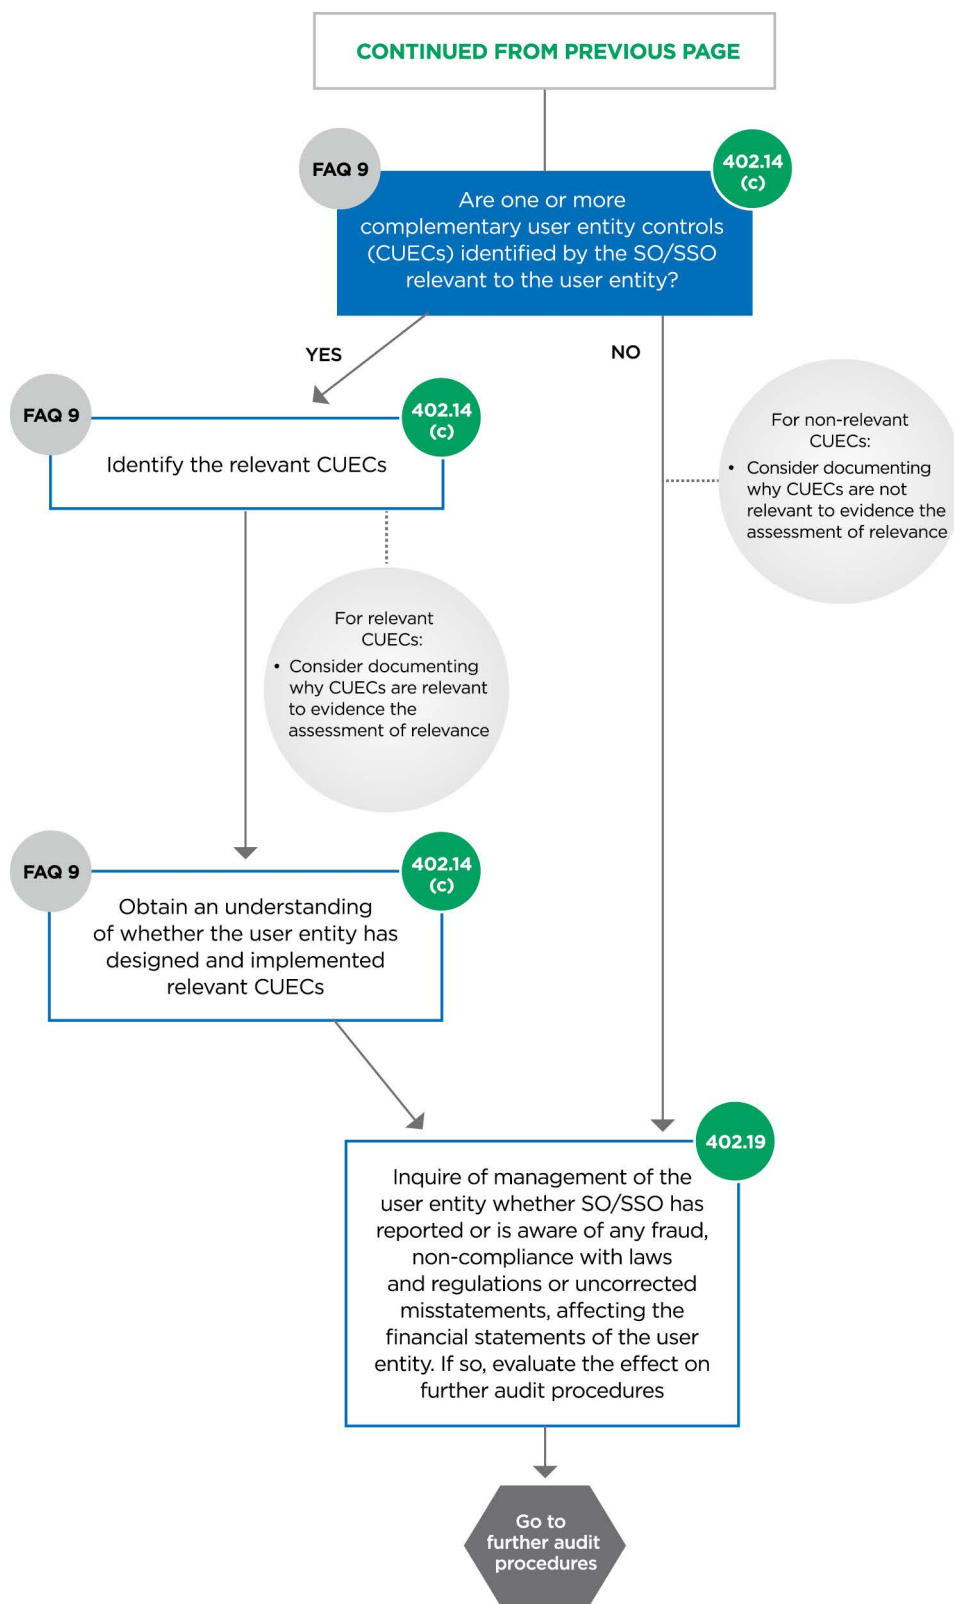 CONTINUED FROM PREVIOUS PAGE
FAQ 9
402.14
(c)
Are one or more
complementary user entity controls
(CUECs) identified by the SO/SSO
relevant to the user entity?
YES
NO
FAQ 9
402.14
(c)
Identify the relevant CUECs
For non-relevant
CUECs:
• Consider documenting
why CUECs are not
relevant to evidence the
assessment of relevance
For relevant
CUECs:
• Consider documenting
why CUECs are relevant
to evidence the
assessment of relevance
FAQ 9
402.14
(c)
Obtain an understanding
of whether the user entity has
designed and implemented
relevant CUECs
402.19
Inquire of management of the
user entity whether SO/SSO has
reported or is aware of any fraud,
non-compliance with laws
and regulations or uncorrected
misstatements, affecting the
financial statements of the user
entity. If so, evaluate the effect on
further audit procedures
Go to
further audit
procedures